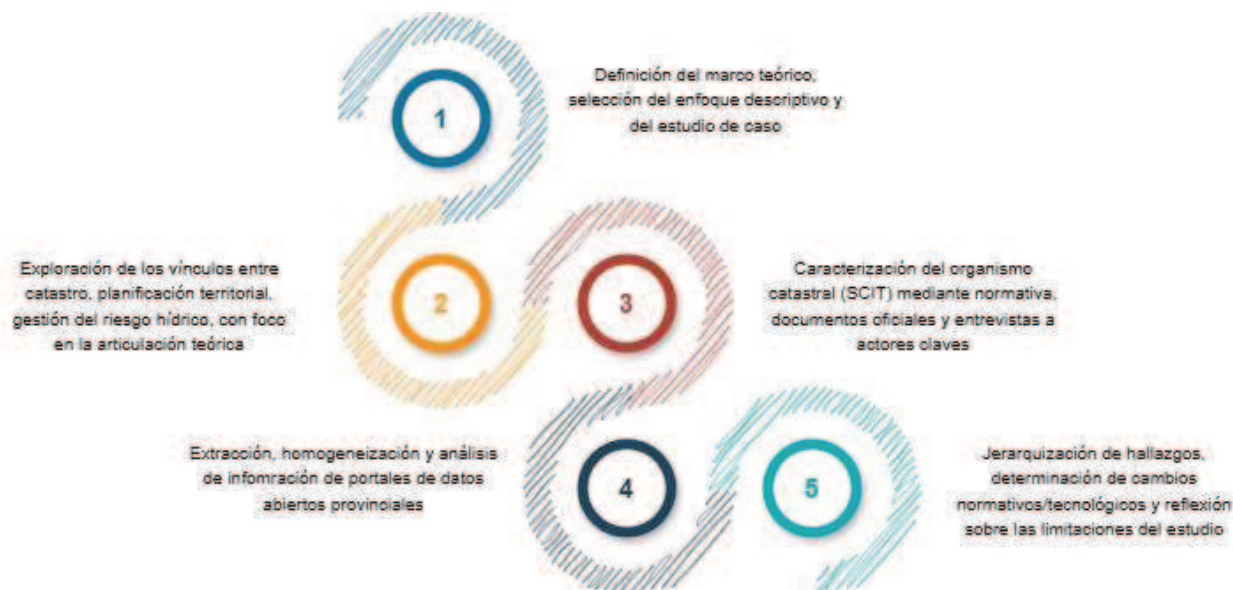 1
Definición del marco teórico,
selección del enfoque descriptivo y
del estudio de caso
2
Exploración de los vínculos entre
catastro, planificación territorial,
gestión del riesgo hídrico, con foco
en la articulación teórica
3
Caracterización del organismo
catastral (SCIT) mediante normativa,
documentos oficiales y entrevistas a
actores claves
4
Extracción, homogeneización y análisis
de infomración de portales de datos
abiertos provinciales
5
Jerarquización de hallazgos,
determinación de cambios
normativos/tecnológicos y reflexión
sobre las limitaciones del estudio